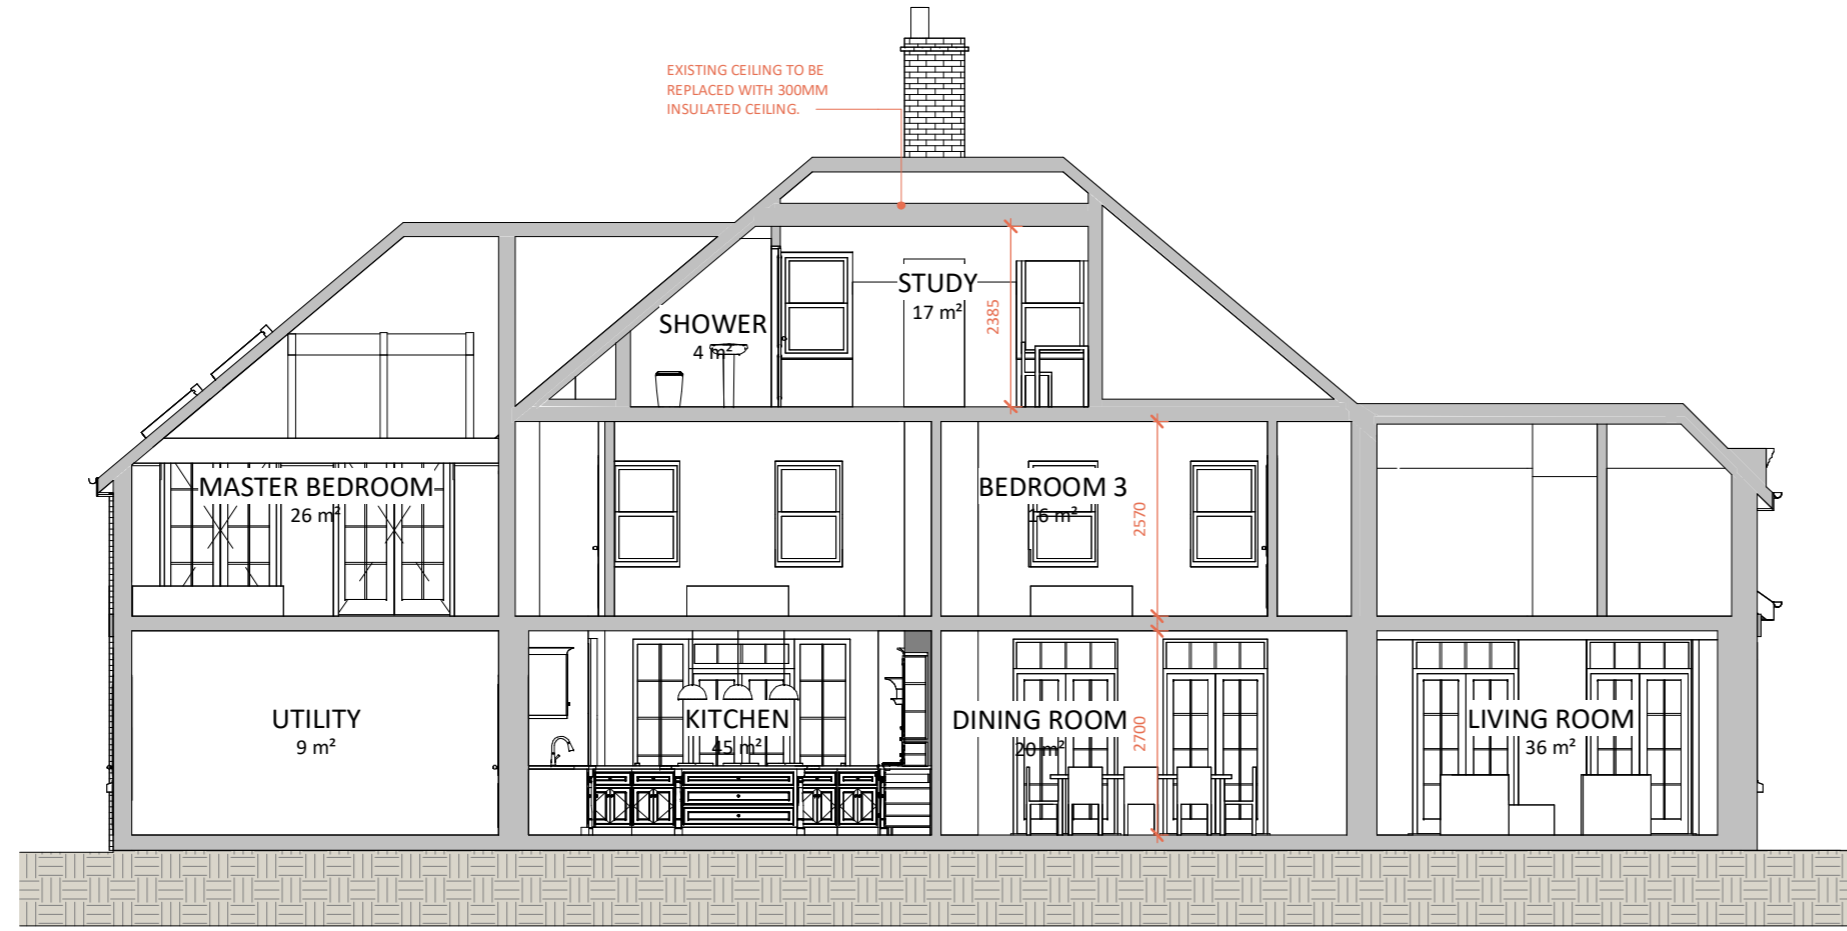 EXISTING CEILING TO BE
REPLACED WITH 300MM
INSULATED CEILING.
STUDY
17 m²
2385
SHOWER
4 m²
MASTER BEDROOM
26 m²
BEDROOM 3
16 m²
2570
UTILITY
9 m²
KITCHEN
45 m²
DINING ROOM
20 m²
2700
LIVING ROOM
36 m²